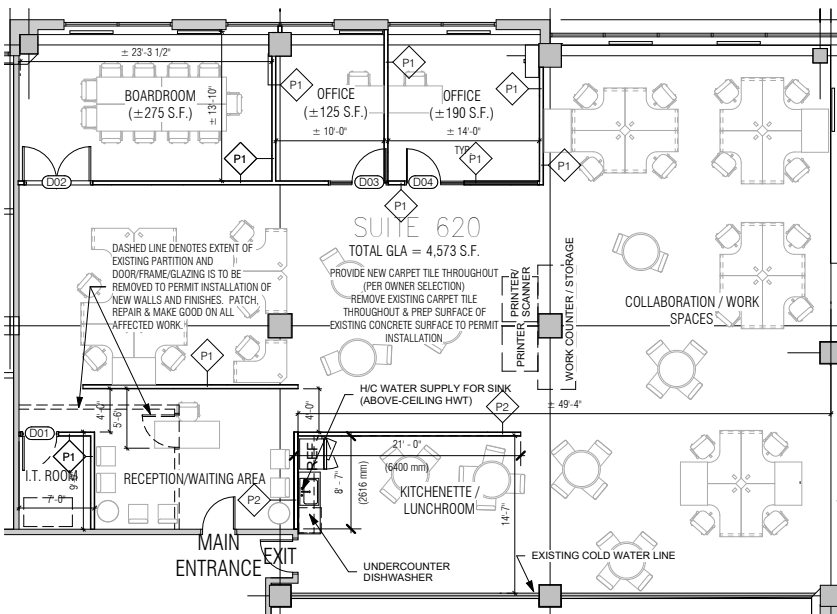 ± 23'-3 1/2"
BOARDROOM
(±275 S.F.)
± 13'-10"
P1
OFFICE
(±125 S.F.)
± 10'-0"
P1
OFFICE
(±190 S.F.)
± 14'-0"
TYP.
P1
P1
P1
P1
P1
D02
D03
D04
SUITE 620
TOTAL GLA = 4,573 S.F.
DASHED LINE DENOTES EXTENT OF
EXISTING PARTITION AND
DOOR/FRAME/GLAZING IS TO BE
REMOVED TO PERMIT INSTALLATION OF
NEW WALLS AND FINISHES. PATCH,
REPAIR & MAKE GOOD ON ALL
AFFECTED WORK.
PROVIDE NEW CARPET TILE THROUGHOUT
(PER OWNER SELECTION)
REMOVE EXISTING CARPET TILE
THROUGHOUT & PREP SURFACE OF
EXISTING CONCRETE SURFACE TO PERMIT
INSTALLATION
PRINTER/
SCANNER
PRINTER
WORK COUNTER / STORAGE
COLLABORATION / WORK
SPACES
P1
H/C WATER SUPPLY FOR SINK
(ABOVE-CEILING HWT)
P2
± 49'-4"
4'-0"
5'-6"
4'-0"
D01
P1
I.T. ROOM
7'-8"
RECEPTION/WAITING AREA
P2
REF.
21' - 0"
(6400 mm)
8' - 7"
(2616 mm)
KITCHENETTE /
LUNCHROOM
14'-7"
MAIN
ENTRANCE
EXIT
UNDERCOUNTER
DISHWASHER
EXISTING COLD WATER LINE